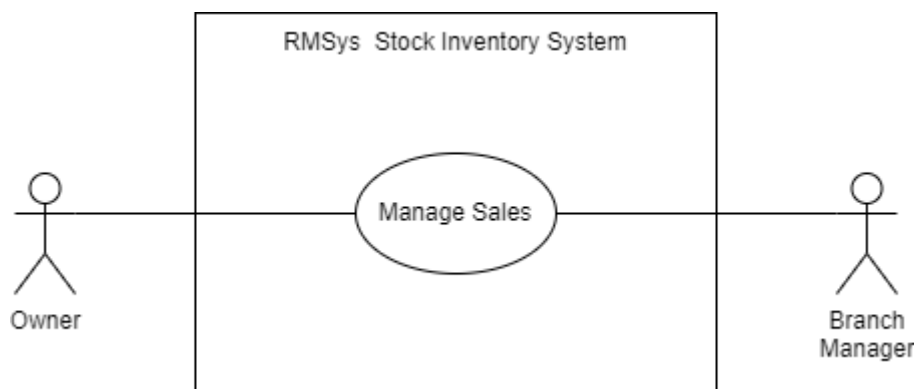 RMSys  Stock Inventory System
Manage Sales
Owner
Branch
Manager